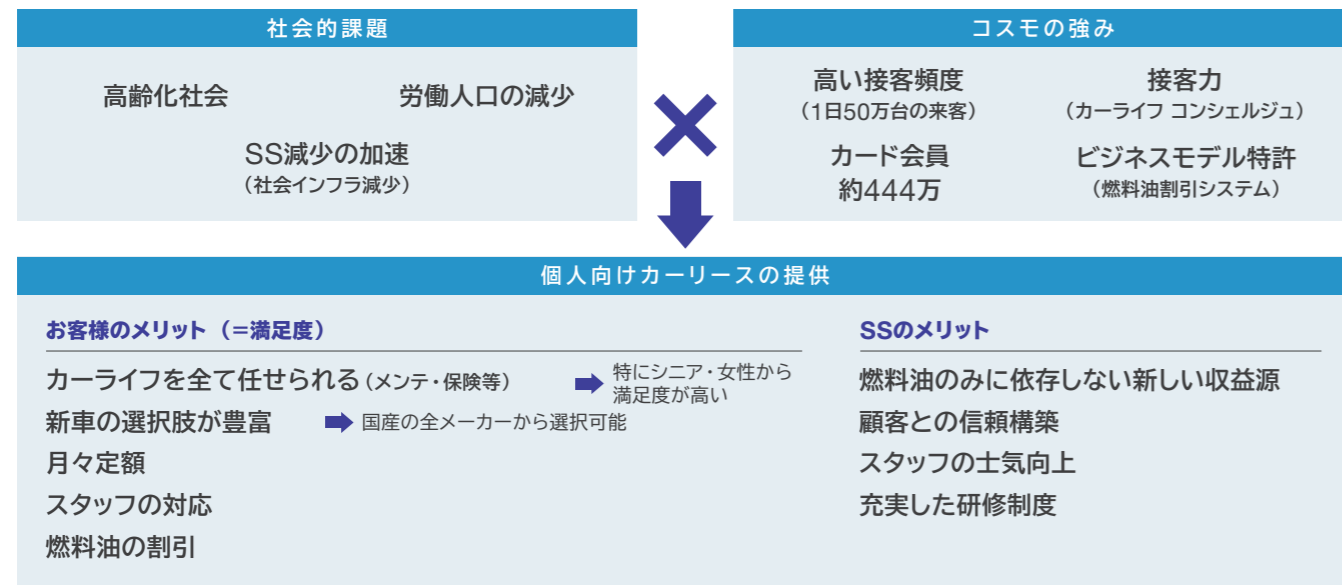 社会的課題
高齢化社会
労働人口の減少
SS減少の加速
（社会インフラ減少）
×
コスモの強み
高い接客頻度
（1日50万台の来客）
接客力
（カーライフ コンシェルジュ）
カード会員
約444万
ビジネスモデル特許
（燃料油割引システム）
個人向けカーリースの提供
お客様のメリット（=満足度）
カーライフを全て任せられる（メンテ・保険等）
特にシニア・女性から
満足度が高い
新車の選択肢が豊富
国産の全メーカーから選択可能
月々定額
スタッフの対応
燃料油の割引
SSのメリット
燃料油のみに依存しない新しい収益源
顧客との信頼構築
スタッフの士気向上
充実した研修制度